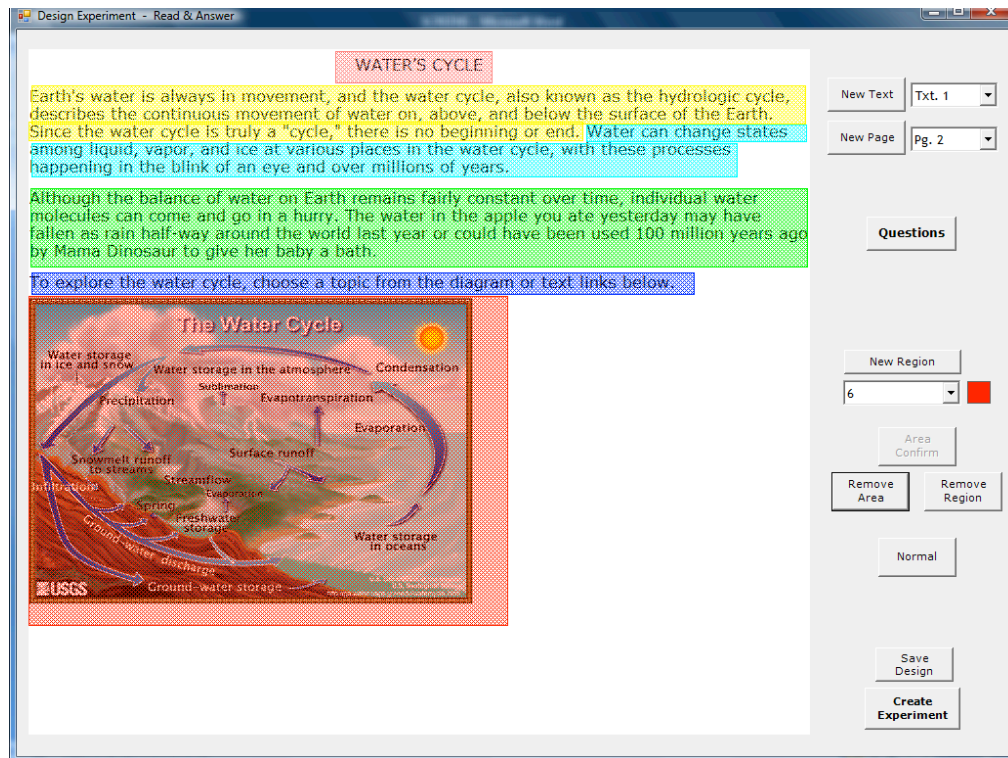 Design Experiment - Read & Answer
WATER'S CYCLE
Earth's water is always in movement, and the water cycle, also known as the hydrologic cycle,
describes the continuous movement of water on, above, and below the surface of the Earth.
Since the water cycle is truly a "cycle," there is no beginning or end. Water can change states
among liquid, vapor, and ice at various places in the water cycle, with these processes
happening in the blink of an eye and over millions of years.
Although the balance of water on Earth remains fairly constant over time, individual water
molecules can come and go in a hurry. The water in the apple you ate yesterday may have
fallen as rain half-way around the world last year or could have been used 100 million years ago
by Mama Dinosaur to give her baby a bath.
To explore the water cycle, choose a topic from the diagram or text links below.
The Water Cycle
Water storage
in ice and snow
Water storage in the atmosphere
Condensation
Sublimation
Precipitation
Evapotranspiration
Evaporation
Snowmelt runoff
to streams
Surface runoff
Streamflow
Infiltration
Evaporation
Spring
Freshwater
storage
Ground-water discharge
Water storage
in oceans
USGS
Ground-water storage
New Text
Txt. 1
New Page
Pg. 2
Questions
New Region
6
Area
Confirm
Remove
Area
Remove
Region
Normal
Save
Design
Create
Experiment